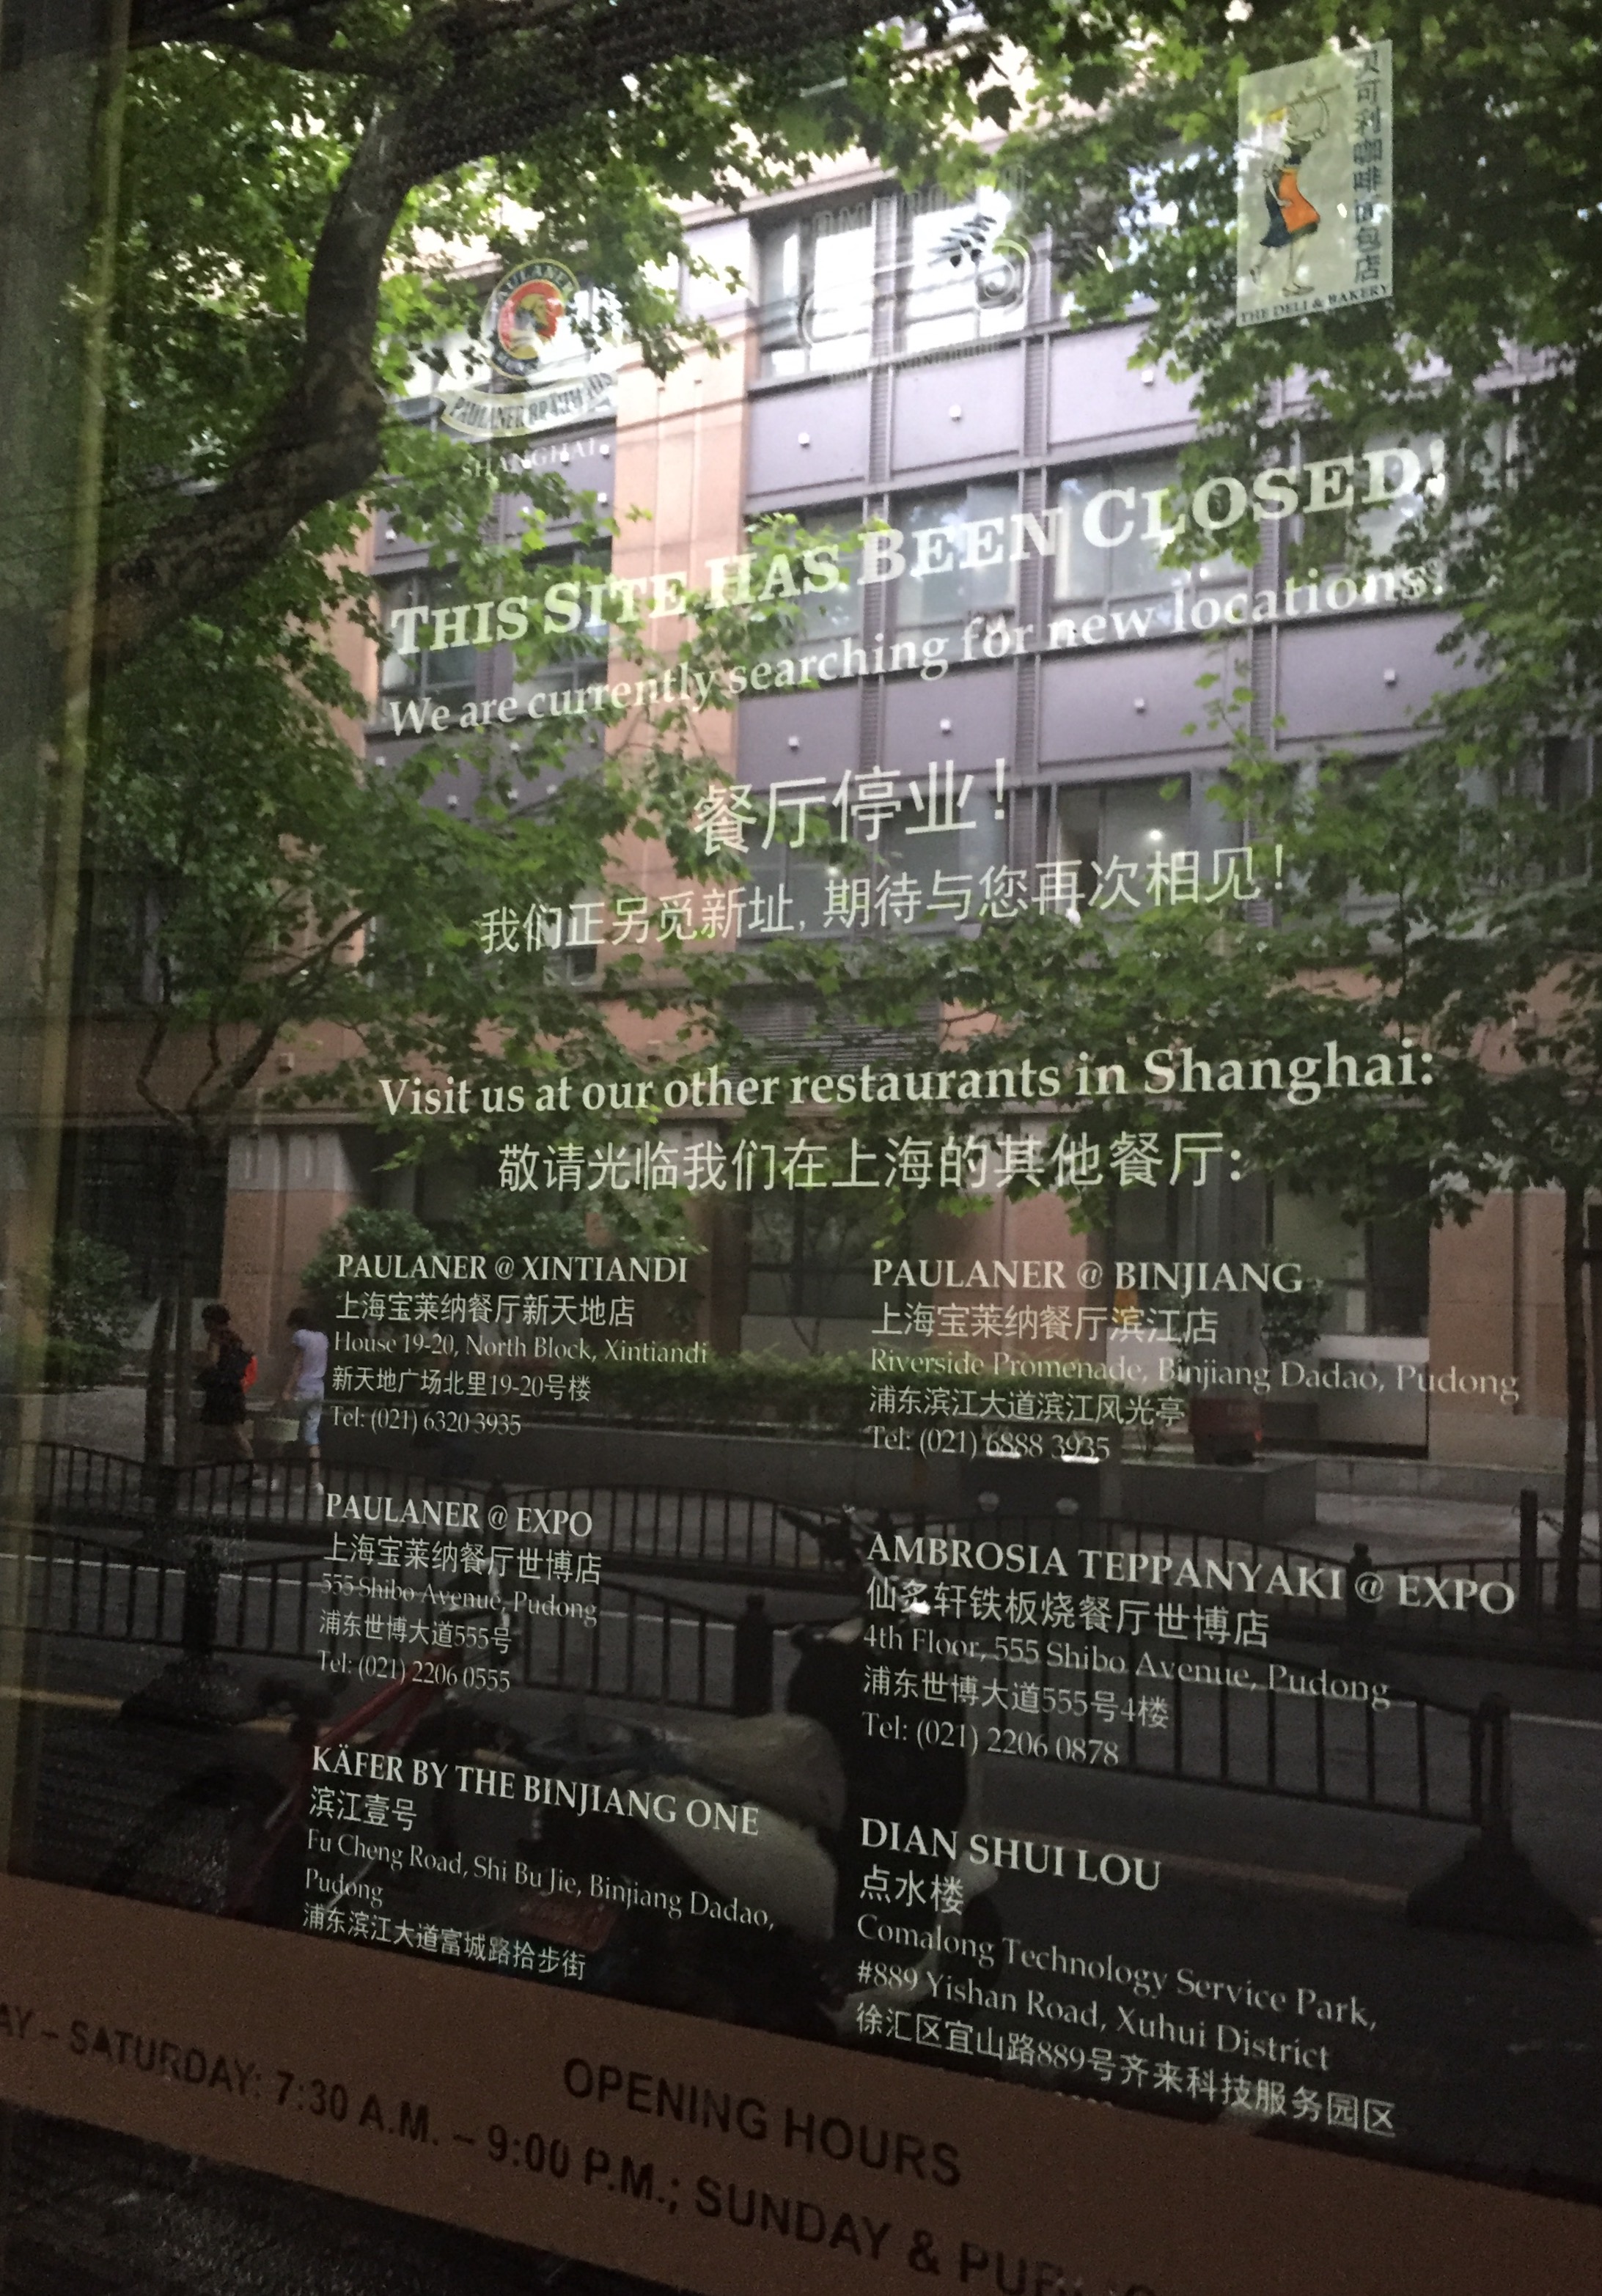 PAULANER
PAULANER BRÄUHAUS
SHANGHAI
贝可利咖啡面包店
THE DELI & BAKERY
THIS SITE HAS BEEN CLOSED!
We are currently searching for new locations!
餐厅停业!
我们正另觅新址, 期待与您再次相见!
Visit us at our other restaurants in Shanghai:
敬请光临我们在上海的其他餐厅:
PAULANER @ XINTIANDI
上海宝莱纳餐厅新天地店
House 19-20, North Block, Xintiandi
新天地广场北里19-20号楼
Tel: (021) 6320 3935
PAULANER @ BINJIANG
上海宝莱纳餐厅滨江店
Riverside Promenade, Binjiang Dadao, Pudong
浦东滨江大道滨江风光亭
Tel: (021) 6888 3935
PAULANER @ EXPO
上海宝莱纳餐厅世博店
555 Shibo Avenue, Pudong
浦东世博大道555号
Tel: (021) 2206 0555
AMBROSIA TEPPANYAKI @ EXPO
仙炙轩铁板烧餐厅世博店
4th Floor, 555 Shibo Avenue, Pudong
浦东世博大道555号4楼
Tel: (021) 2206 0878
KÄFER BY THE BINJIANG ONE
滨江壹号
Fu Cheng Road, Shi Bu Jie, Binjiang Dadao,
Pudong
浦东滨江大道富城路拾步街
DIAN SHUI LOU
点水楼
Comalong Technology Service Park,
#889 Yishan Road, Xuhui District
徐汇区宜山路889号齐来科技服务园区
OPENING HOURS
AY – SATURDAY: 7:30 A.M. – 9:00 P.M.; SUNDAY & PUBLIC